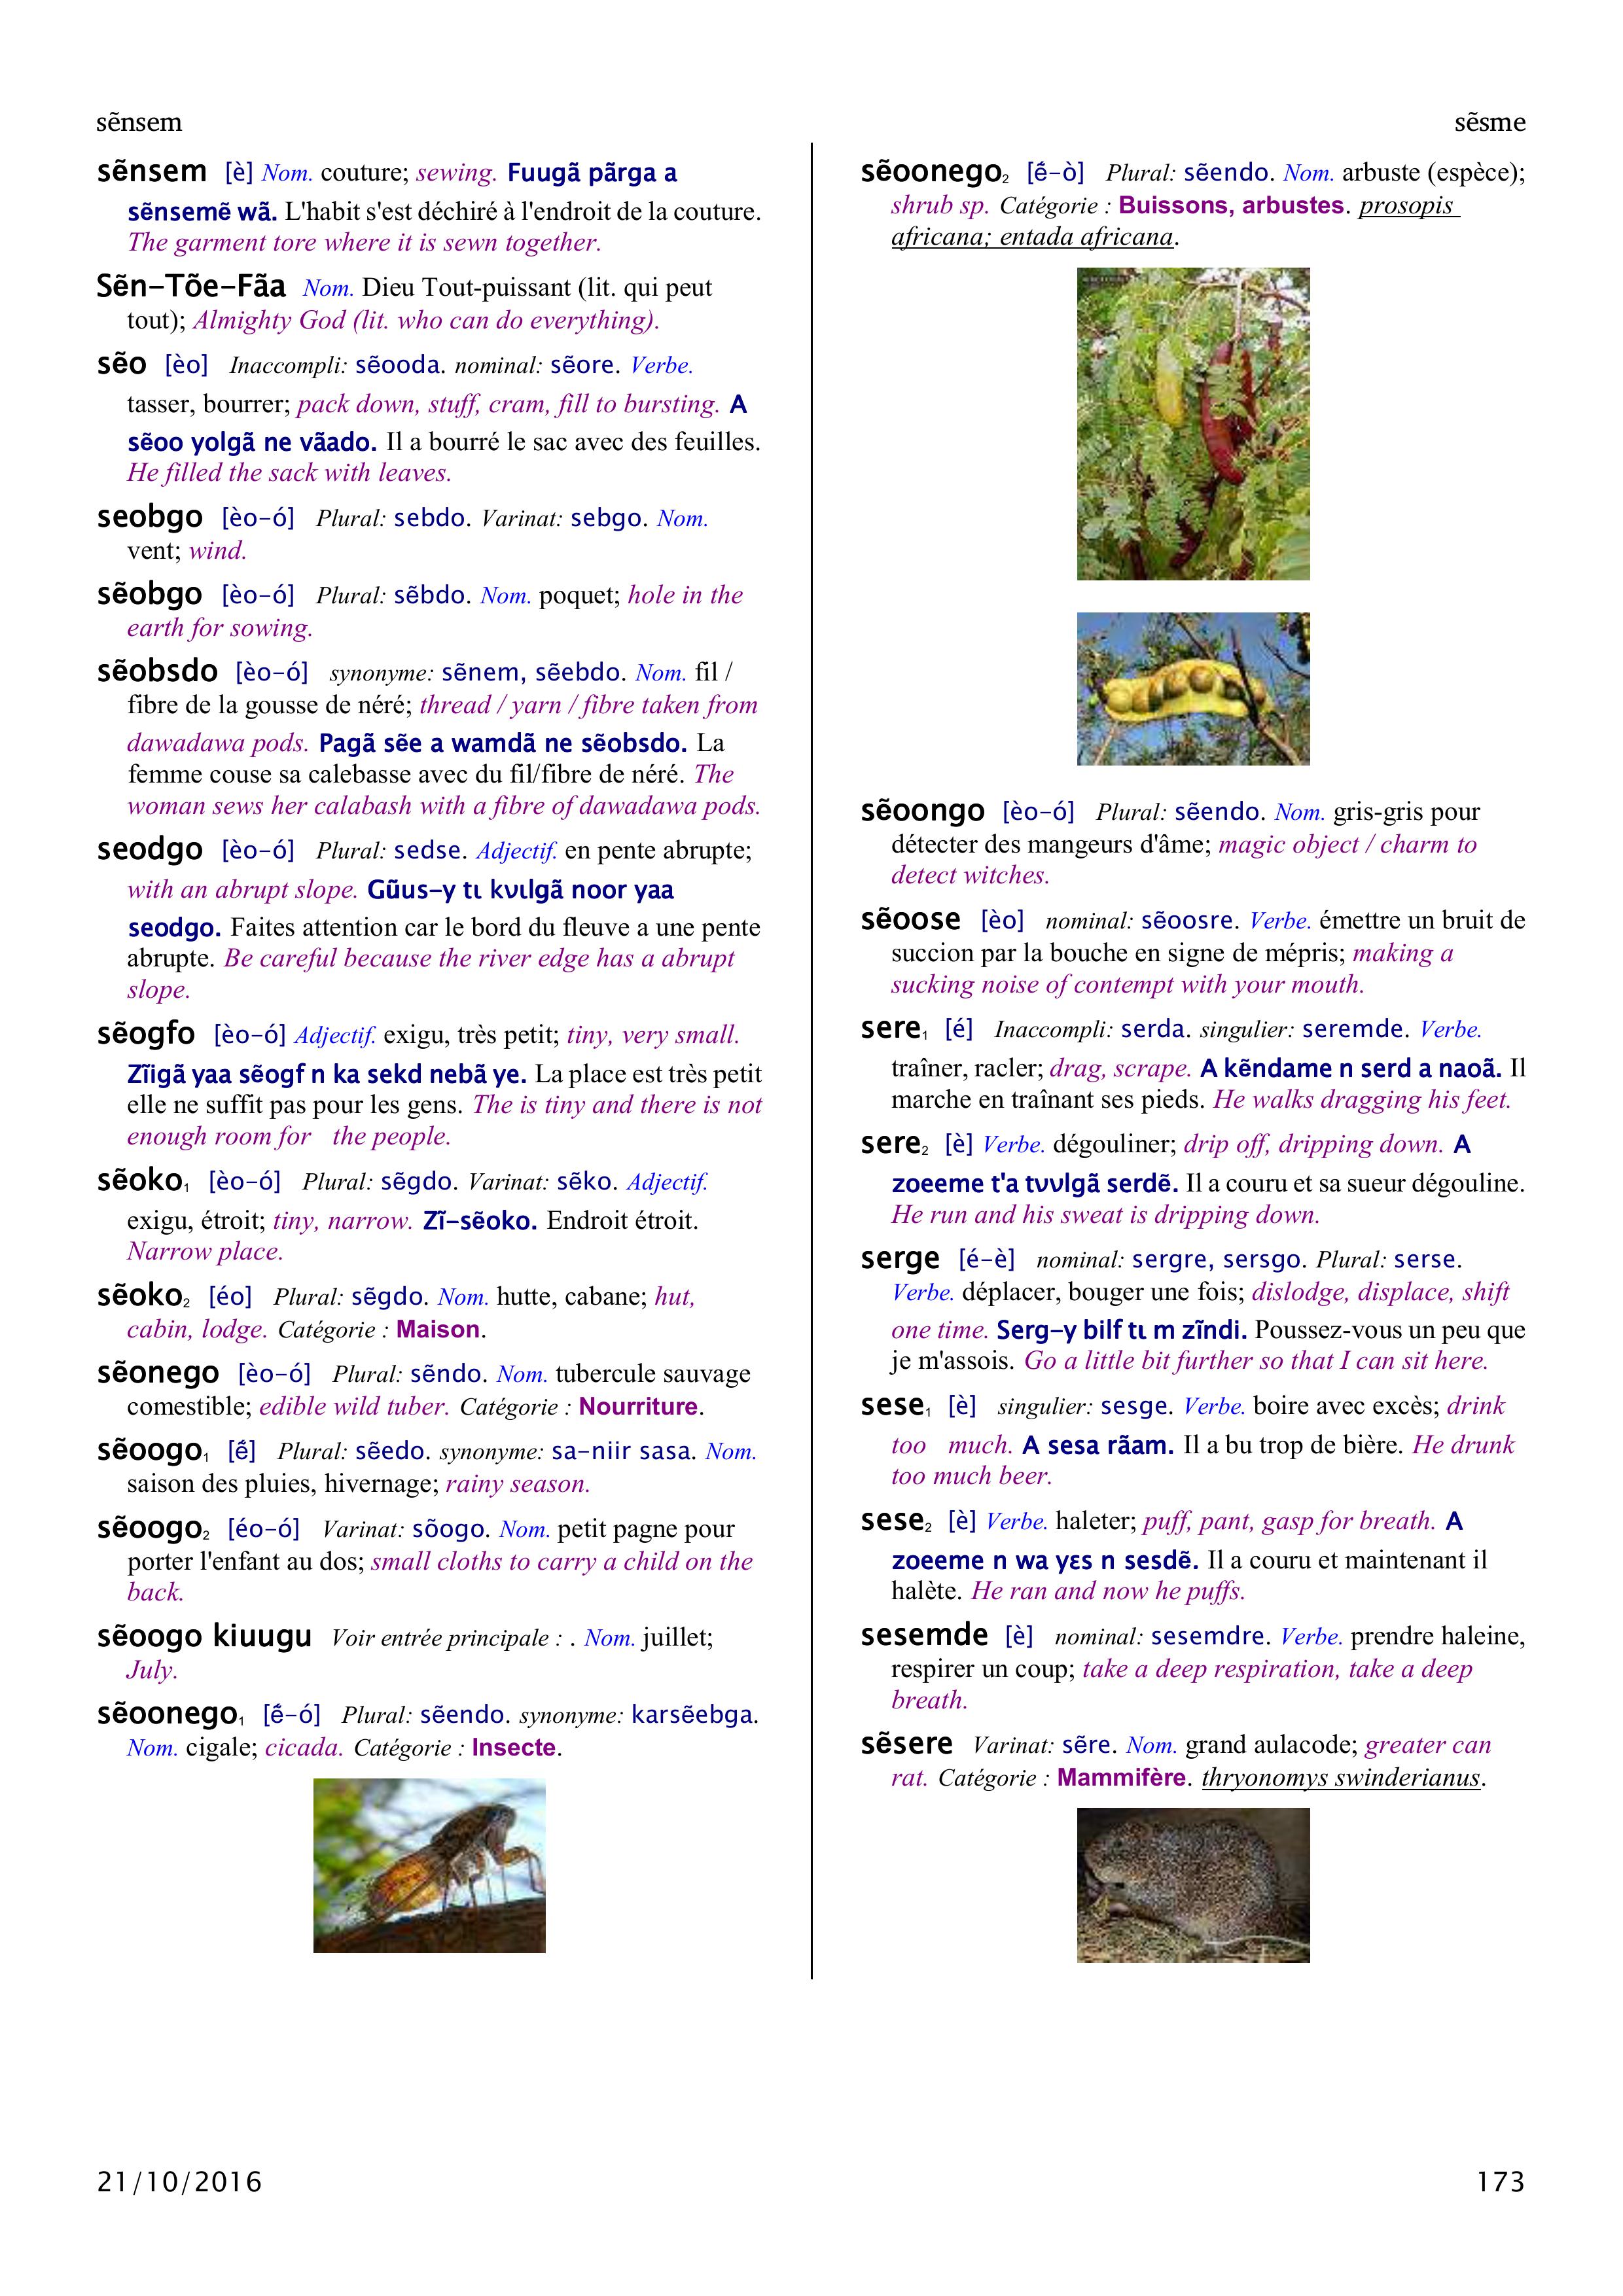 sẽnsem
sẽsme
sẽnsem [è] Nom. couture; sewing. Fuugã pãrga a
sẽnsemẽ wã. L'habit s'est déchiré à l'endroit de la couture.
The garment tore where it is sewn together.
Sẽn-Tõe-Fãa Nom. Dieu Tout-puissant (lit. qui peut
tout); Almighty God (lit. who can do everything).
sẽo [èo] Inaccompli: sẽooda. nominal: sẽore. Verbe.
tasser, bourrer; pack down, stuff, cram, fill to bursting. A
sẽoo yolgã ne vãado. Il a bourré le sac avec des feuilles.
He filled the sack with leaves.
seobgo [èo-ó] Plural: sebdo. Varinat: sebgo. Nom.
vent; wind.
sẽobgo [èo-ó] Plural: sẽbdo. Nom. poquet; hole in the
earth for sowing.
sẽobsdo [èo-ó] synonyme: sẽnem, sẽebdo. Nom. fil /
fibre de la gousse de néré; thread / yarn / fibre taken from
dawadawa pods. Pagã sẽe a wamdã ne sẽobsdo. La
femme couse sa calebasse avec du fil/fibre de néré. The
woman sews her calabash with a fibre of dawadawa pods.
seodgo [èo-ó] Plural: sedse. Adjectif. en pente abrupte;
with an abrupt slope. Gũus-y tɩ kʋɩlgã noor yaa
seodgo. Faites attention car le bord du fleuve a une pente
abrupte. Be careful because the river edge has a abrupt
slope.
sẽogfo [èo-ó] Adjectif. exigu, très petit; tiny, very small.
Zĩigã yaa sẽogf n ka sekd nebã ye. La place est très petit
elle ne suffit pas pour les gens. The is tiny and there is not
enough room for the people.
sẽoko₁ [èo-ó] Plural: sẽgdo. Varinat: sẽko. Adjectif.
exigu, étroit; tiny, narrow. Zĩ-sẽoko. Endroit étroit.
Narrow place.
sẽoko₂ [éo] Plural: sẽgdo. Nom. hutte, cabane; hut,
cabin, lodge. Catégorie : Maison.
sẽonego [èo-ó] Plural: sẽndo. Nom. tubercule sauvage
comestible; edible wild tuber. Catégorie : Nourriture.
sẽoogo₁ [ẽ́] Plural: sẽedo. synonyme: sa-niir sasa. Nom.
saison des pluies, hivernage; rainy season.
sẽoogo₂ [éo-ó] Varinat: sõogo. Nom. petit pagne pour
porter l'enfant au dos; small cloths to carry a child on the
back.
sẽoogo kiuugu Voir entrée principale : . Nom. juillet;
July.
sẽoonego₁ [ẽ́-ó] Plural: sẽendo. synonyme: karsẽebga.
Nom. cigale; cicada. Catégorie : Insecte.
sẽoonego₂ [ẽ́-ò] Plural: sẽendo. Nom. arbuste (espèce);
shrub sp. Catégorie : Buissons, arbustes. prosopis
africana; entada africana.
sẽoongo [èo-ó] Plural: sẽendo. Nom. gris-gris pour
détecter des mangeurs d'âme; magic object / charm to
detect witches.
sẽoose [èo] nominal: sẽoosre. Verbe. émettre un bruit de
succion par la bouche en signe de mépris; making a
sucking noise of contempt with your mouth.
sere₁ [é] Inaccompli: serda. singulier: seremde. Verbe.
traîner, racler; drag, scrape. A kẽndame n serd a naoã. Il
marche en traînant ses pieds. He walks dragging his feet.
sere₂ [è] Verbe. dégouliner; drip off, dripping down. A
zoeeme t'a tʋʋlgã serdẽ. Il a couru et sa sueur dégouline.
He run and his sweat is dripping down.
serge [é-è] nominal: sergre, sersgo. Plural: serse.
Verbe. déplacer, bouger une fois; dislodge, displace, shift
one time. Serg-y bilf tɩ m zĩndi. Poussez-vous un peu que
je m'assois. Go a little bit further so that I can sit here.
sese₁ [è] singulier: sesge. Verbe. boire avec excès; drink
too much. A sesa rãam. Il a bu trop de bière. He drunk
too much beer.
sese₂ [è] Verbe. haleter; puff, pant, gasp for breath. A
zoeeme n wa yɛs n sesdẽ. Il a couru et maintenant il
halète. He ran and now he puffs.
sesemde [è] nominal: sesemdre. Verbe. prendre haleine,
respirer un coup; take a deep respiration, take a deep
breath.
sẽsere Varinat: sẽre. Nom. grand aulacode; greater can
rat. Catégorie : Mammifère. thryonomys swinderianus.
21/10/2016
173